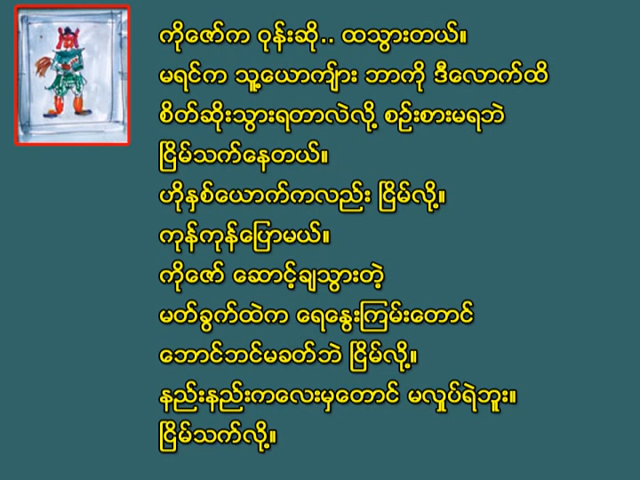 ကိုဇော်က ဝုန်းဆို.. ထသွားတယ်။
မရင်က သူ့ယောကျ်ား ဘာကို ဒီလောက်ထိ
စိတ်ဆိုးသွားရတာလဲလို့ စဉ်းစားမရဘဲ
ငြိမ်သက်နေတယ်။
ဟိုနှစ်ယောက်ကလည်း ငြိမ်လို့။
ကုန်ကုန်ပြောမယ်။
ကိုဇော် ဆောင့်ချသွားတဲ့
မတ်ခွက်ထဲက ရေနွေးကြမ်းတောင်
ဘောင်ဘင်မခတ်ဘဲ ငြိမ်လို့။
နည်းနည်းကလေးမှတောင် မလှုပ်ရဲဘူး။
ငြိမ်သက်လို့။